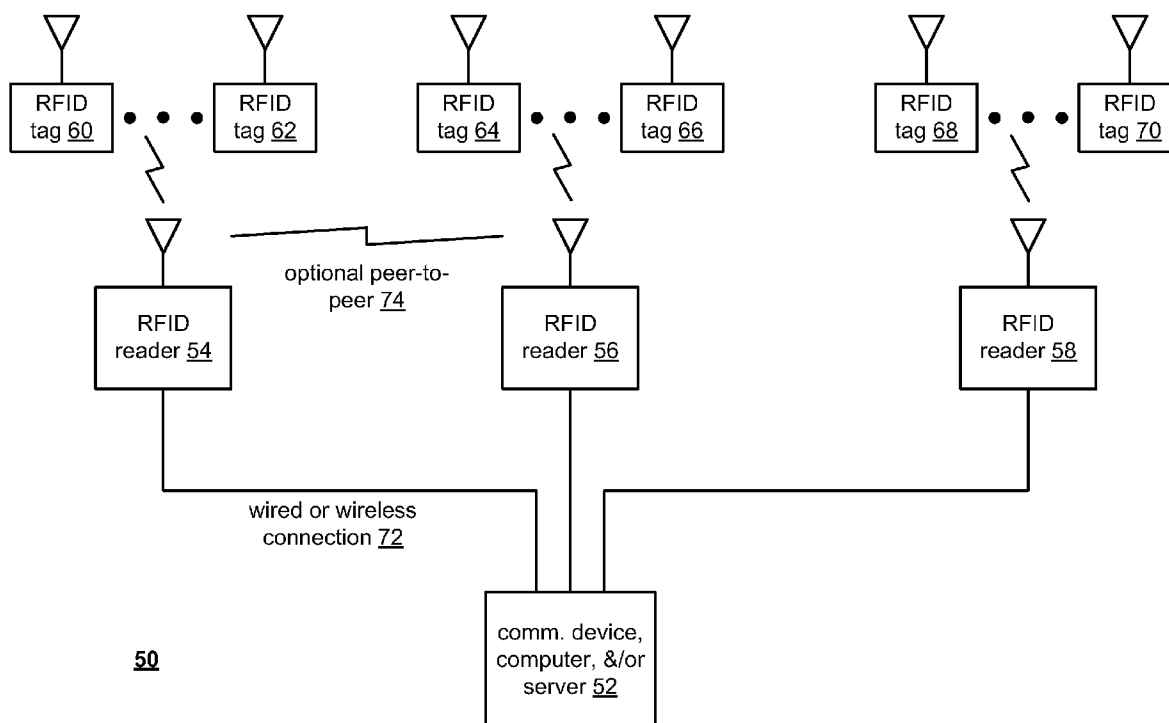 RFID
tag 60
RFID
tag 62
RFID
tag 64
RFID
tag 66
RFID
tag 68
RFID
tag 70
optional peer-to-
peer 74
RFID
reader 54
RFID
reader 56
RFID
reader 58
wired or wireless
connection 72
comm. device,
computer, &/or
server 52
50